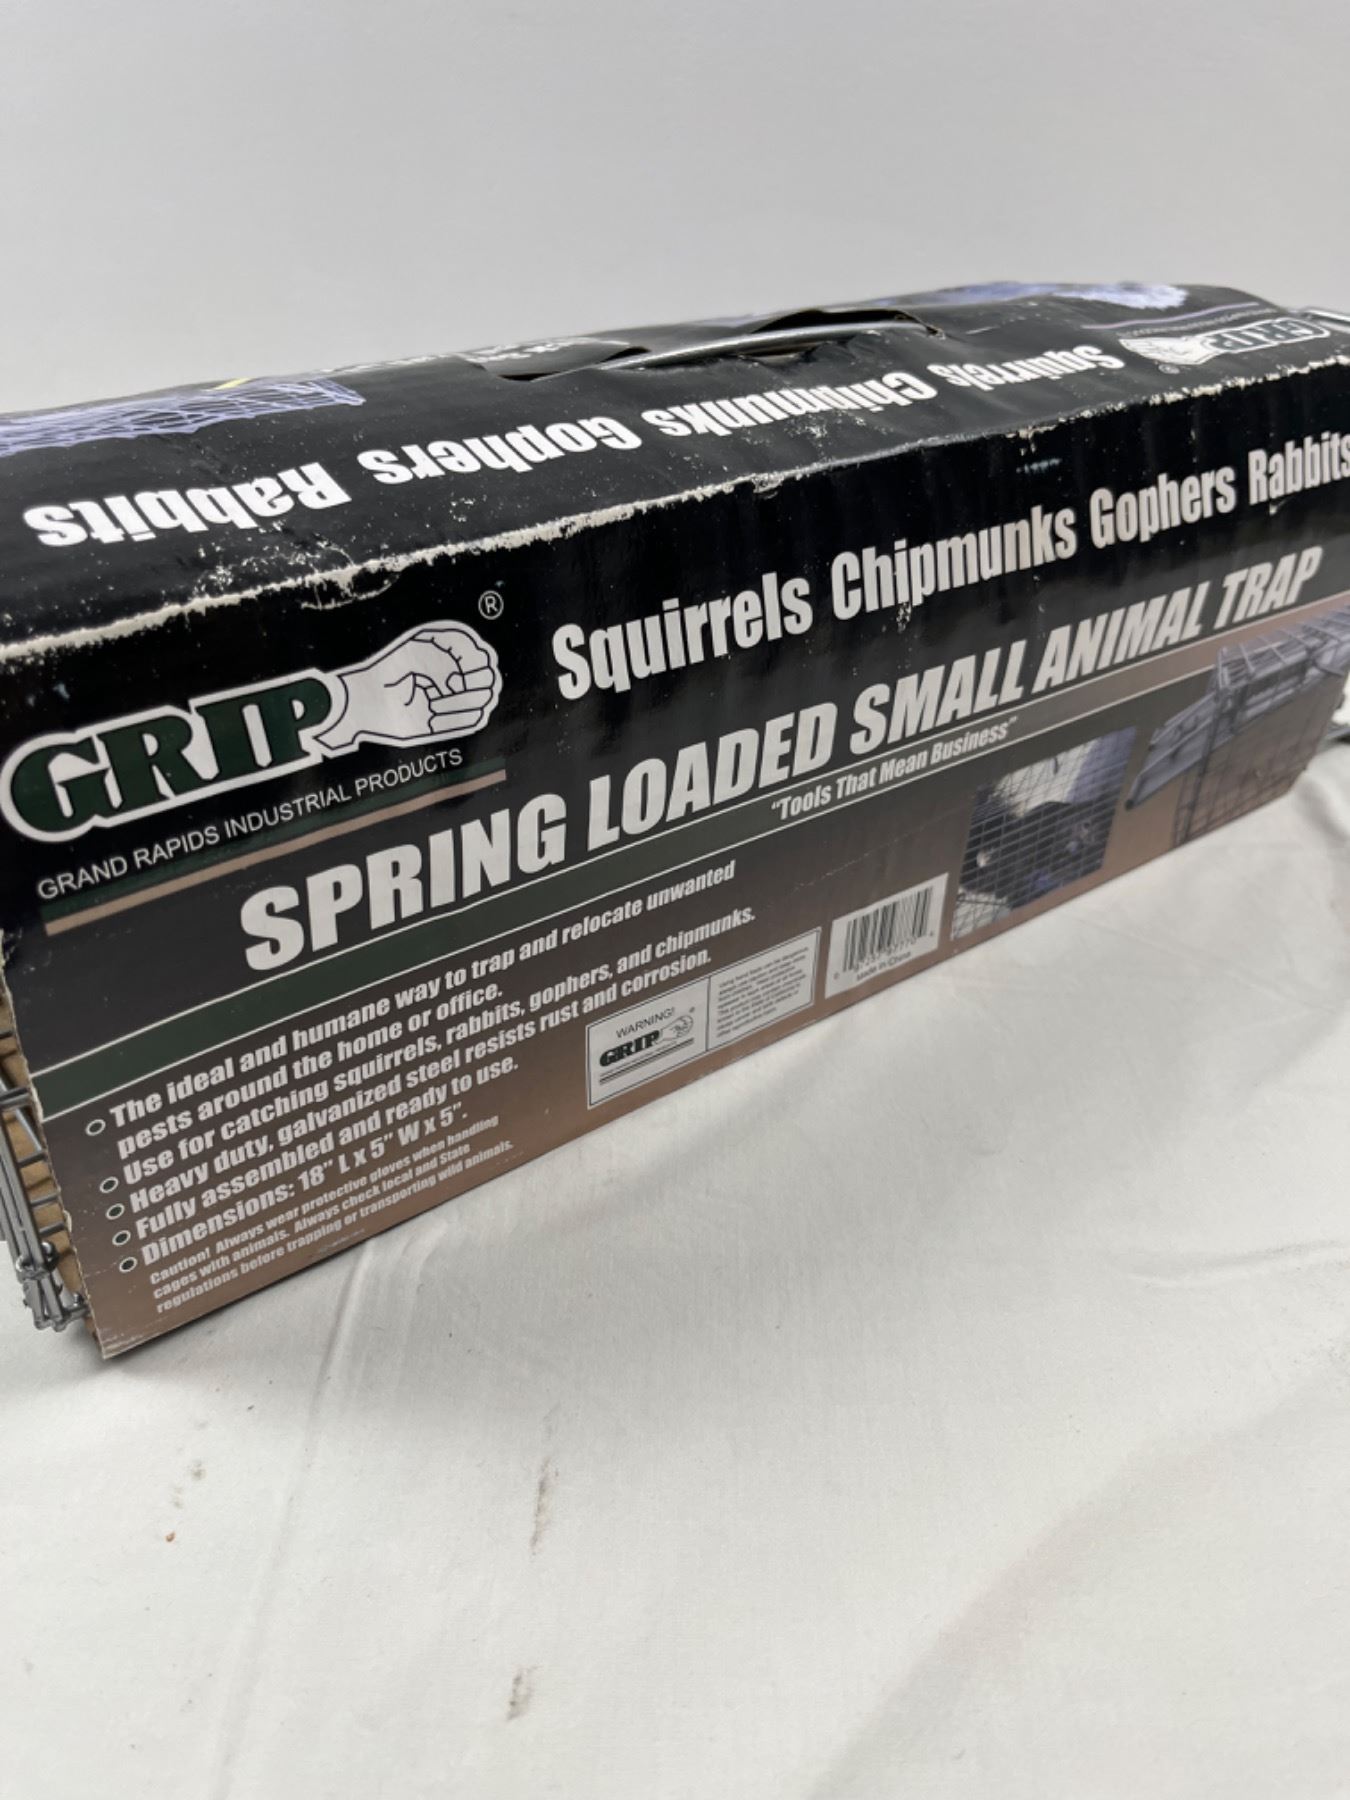 Squirrels Chipmunks Gophers Rabbits
GRIP
®
GRIP
®
GRAND RAPIDS INDUSTRIAL PRODUCTS
Squirrels Chipmunks Gophers Rabbits
SPRING LOADED SMALL ANIMAL TRAP
"Tools That Mean Business"
The ideal and humane way to trap and relocate unwanted
pests around the home or office.
Use for catching squirrels, rabbits, gophers, and chipmunks.
Heavy duty, galvanized steel resists rust and corrosion.
Fully assembled and ready to use.
Dimensions: 18" L x 5" W x 5".
Caution! Always wear protective gloves when handling
cages with animals. Always check local and State
regulations before trapping or transporting wild animals.
WARNING!
GRIP
Made in China